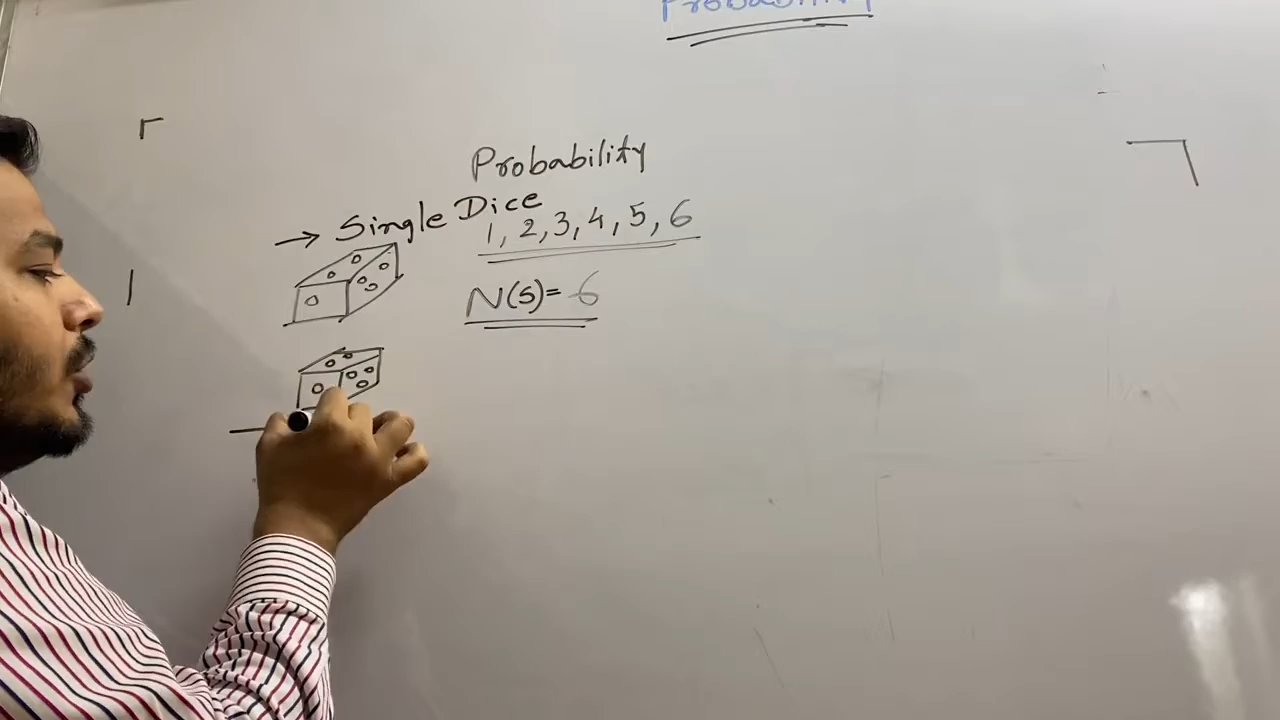 Probability
Probability
→ Single Dice
1, 2, 3, 4, 5, 6
N(S)= 6